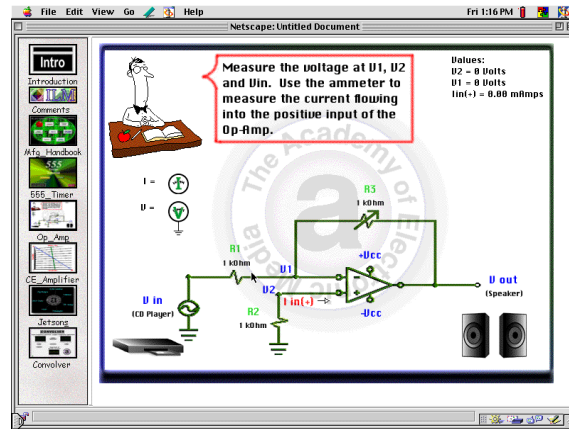 File Edit View Go Help
Fri 1:16 PM
Netscape: Untitled Document
Intro
Introduction
Comments
Mfg_Handbook
555
555_Timer
Op_Amp
CE_Amplifier
Jetsons
Convolver
Measure the voltage at V1, V2
and Vin. Use the ammeter to
measure the current flowing
into the positive input of the
Op-Amp.
Values:
V2 = 0 Volts
V1 = 0 Volts
Iin(+) = 0.00 mAmps
The Academy of Electronic Media
a
I =
V =
R3
1 kOhm
R1
1 kOhm
V1
+Vcc
V2
I in(+)
-Vcc
R2
1 kOhm
V in
(CD Player)
V out
(Speaker)